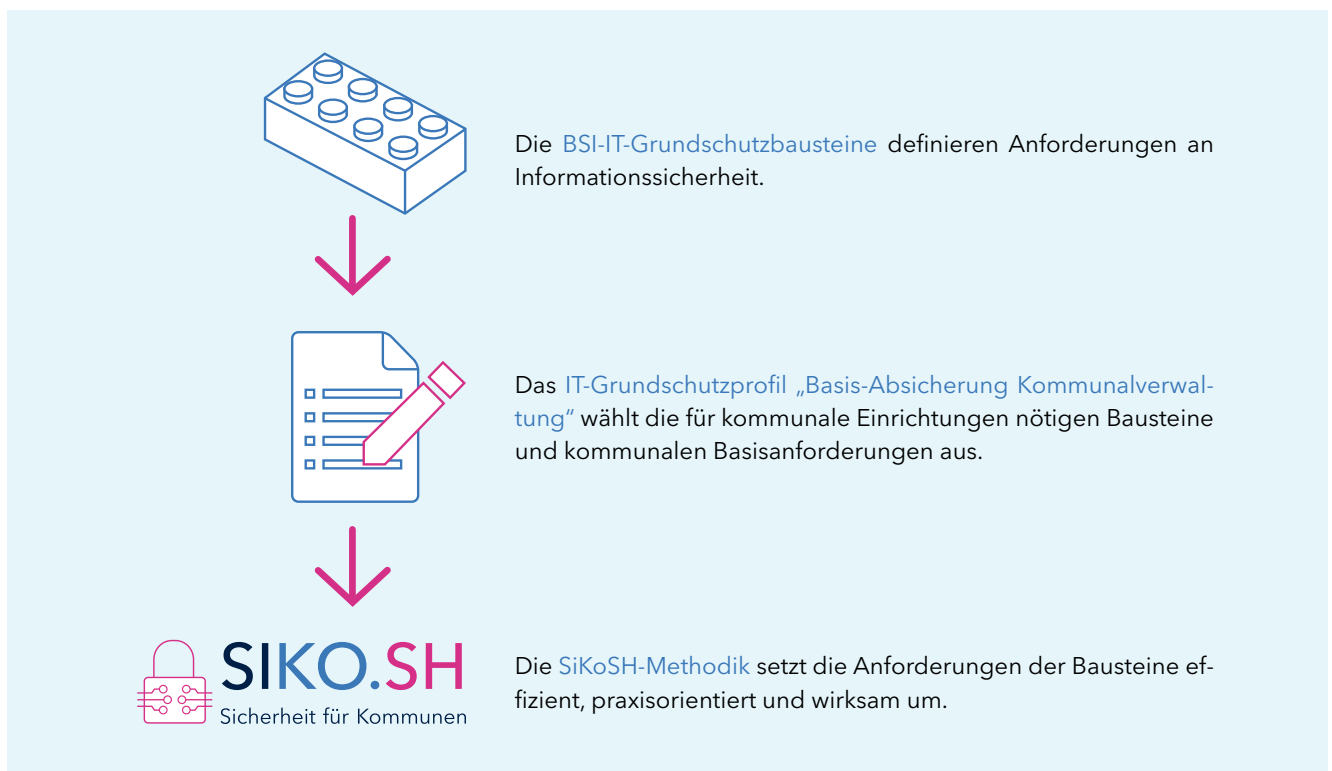 Die BSI-IT-Grundschutzbausteine definieren Anforderungen an
Informationssicherheit.
Das IT-Grundschutzprofil „Basis-Absicherung Kommunalverwal-
tung“ wählt die für kommunale Einrichtungen nötigen Bausteine
und kommunalen Basisanforderungen aus.
SIKO.SH
Sicherheit für Kommunen
Die SiKoSH-Methodik setzt die Anforderungen der Bausteine ef-
fizient, praxisorientiert und wirksam um.